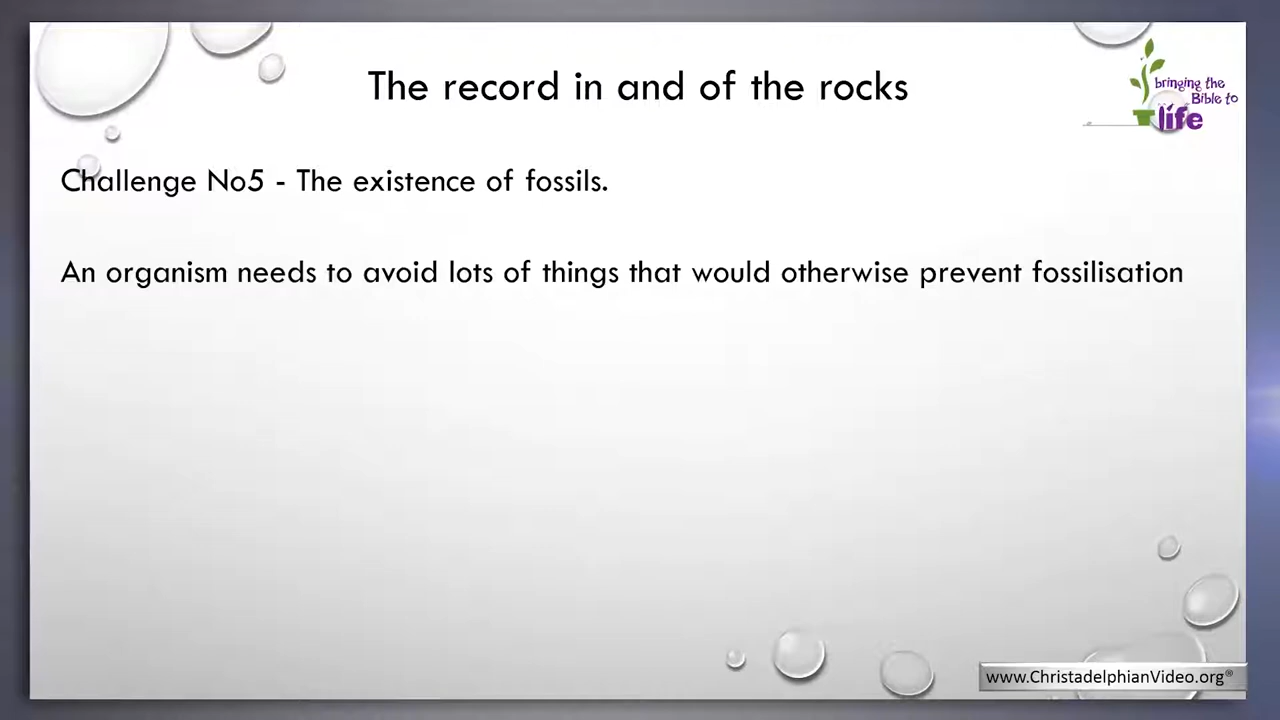 The record in and of the rocks
bringing the
Bible to
life
Challenge No5 - The existence of fossils.
An organism needs to avoid lots of things that would otherwise prevent fossilisation
www.ChristadelphianVideo.org®